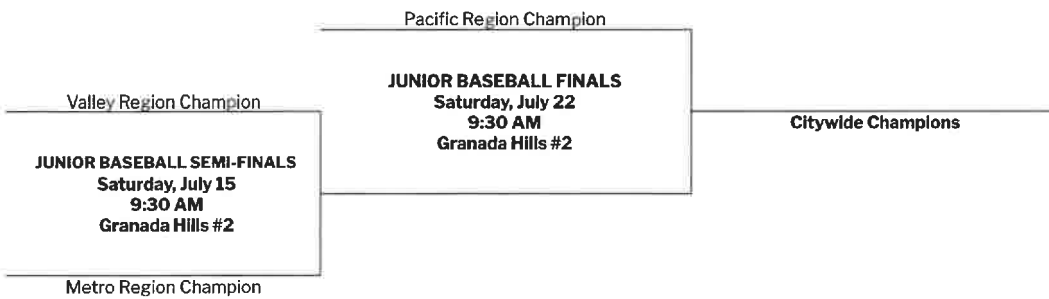 Pacific Region Champion
JUNIOR BASEBALL FINALS
Saturday, July 22
9:30 AM
Granada Hills #2
Valley Region Champion
Citywide Champions
JUNIOR BASEBALL SEMI-FINALS
Saturday, July 15
9:30 AM
Granada Hills #2
Metro Region Champion